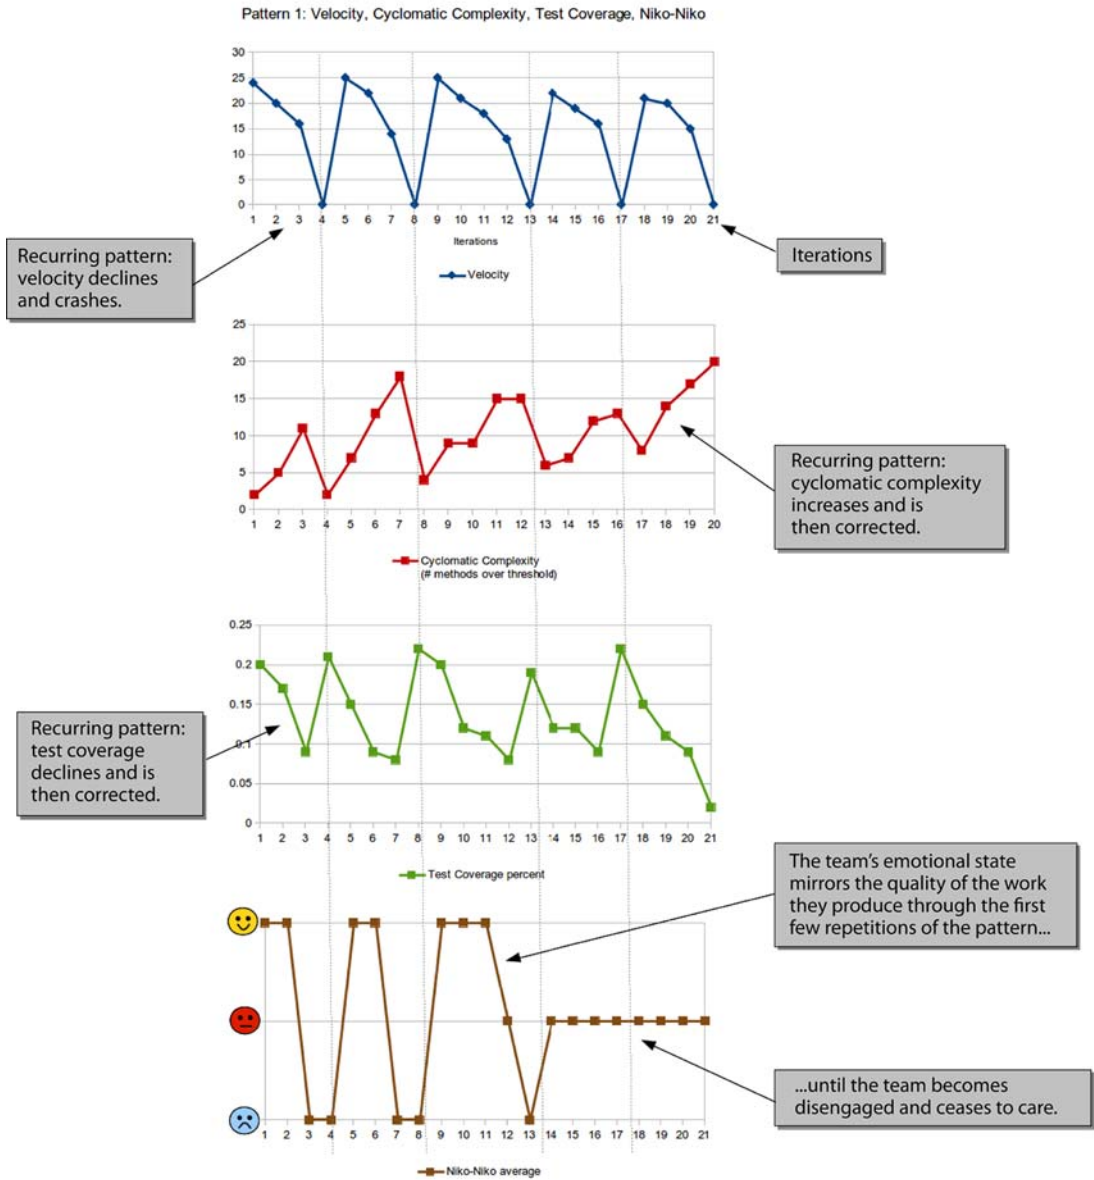 Pattern 1: Velocity, Cyclomatic Complexity, Test Coverage, Niko-Niko
30
25
20
15
10
5
0
1 2 3 4 5 6 7 8 9 10 11 12 13 14 15 16 17 18 19 20 21
Iterations
Velocity
Recurring pattern:
velocity declines
and crashes.
Iterations
25
20
15
10
5
0
1 2 3 4 5 6 7 8 9 10 11 12 13 14 15 16 17 18 19 20
Cyclomatic Complexity
(# methods over threshold)
Recurring pattern:
cyclomatic complexity
increases and is
then corrected.
0.25
0.2
0.15
0.1
0.05
0
1 2 3 4 5 6 7 8 9 10 11 12 13 14 15 16 17 18 19 20 21
Test Coverage percent
Recurring pattern:
test coverage
declines and is
then corrected.
The team’s emotional state
mirrors the quality of the work
they produce through the first
few repetitions of the pattern...
...until the team becomes
disengaged and ceases to care.
1 2 3 4 5 6 7 8 9 10 11 12 13 14 15 16 17 18 19 20 21
Niko-Niko average